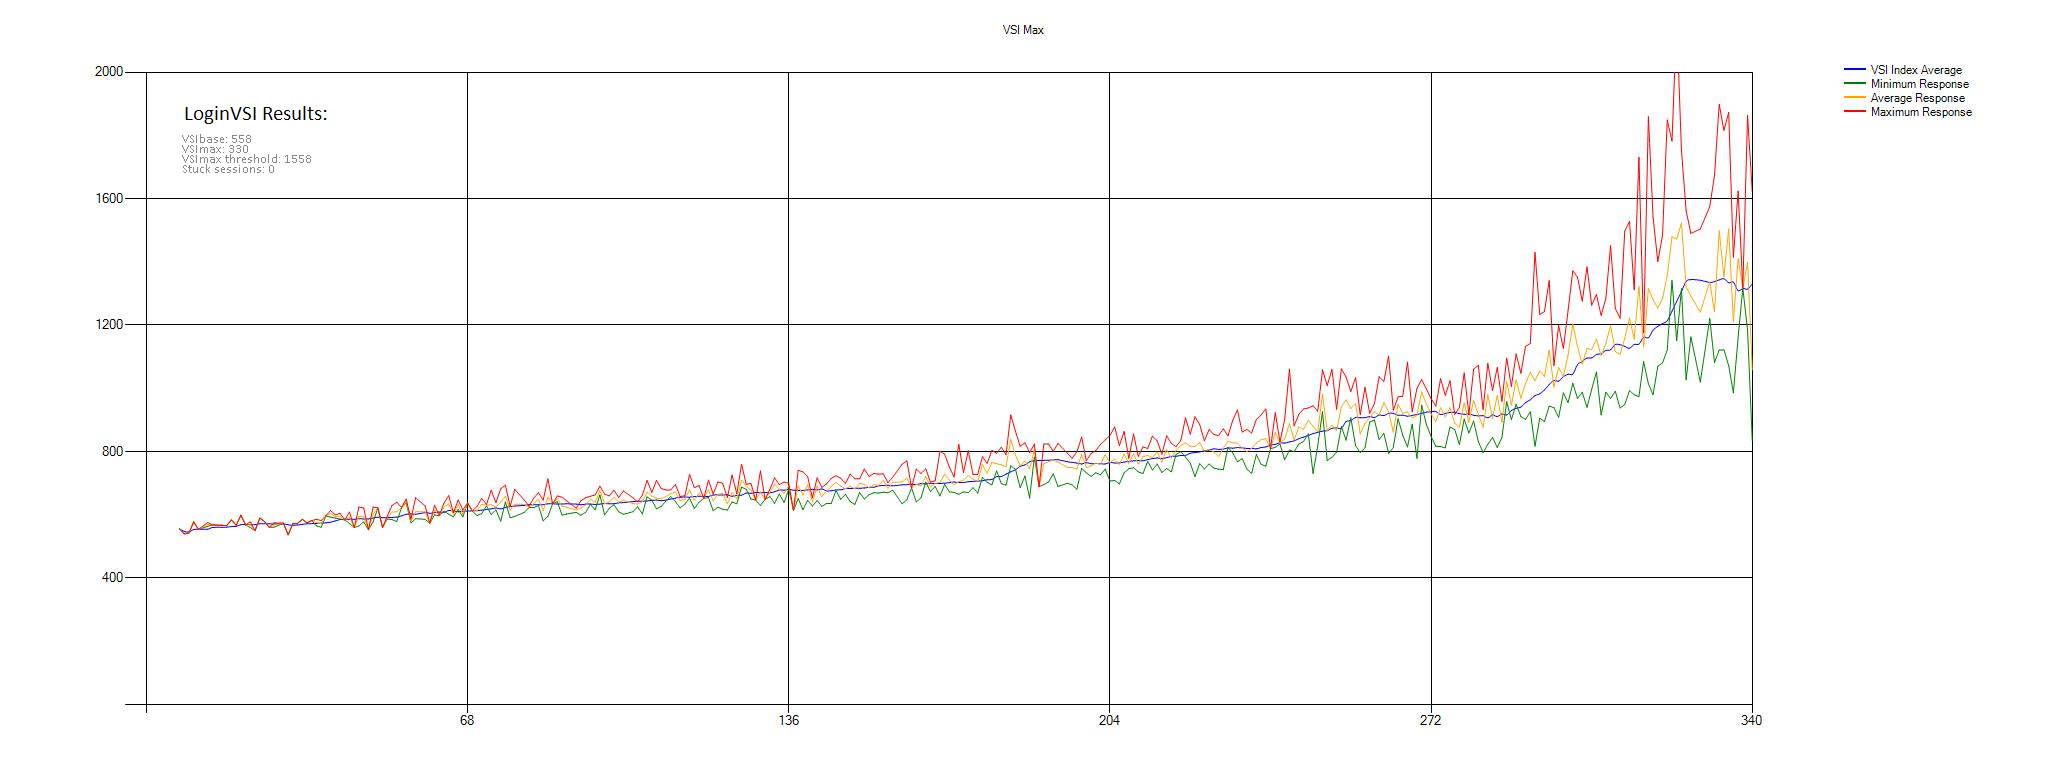 VSI Max
2000
1600
1200
800
400
68
136
204
272
340
LoginVSI Results:
VSIbase: 558
VSImax: 330
VSImax threshold: 1558
Stuck sessions: 0
VSI Index Average
Minimum Response
Average Response
Maximum Response